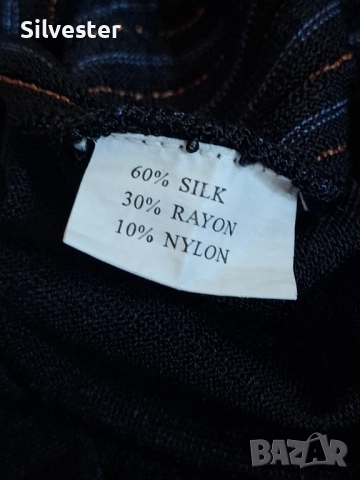 Silvester
60% SILK
30% RAYON
10% NYLON
BAZAR